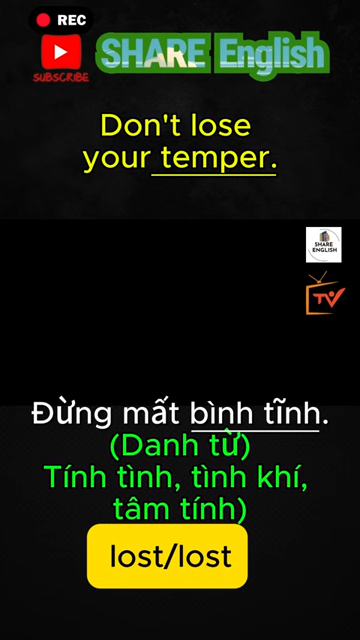 REC
SUBSCRIBE
SHARE English
Don't lose
your temper.
SHARE
ENGLISH
TV
Đừng mất bình tĩnh.
(Danh từ)
Tính tình, tình khí,
tâm tính)
lost/lost